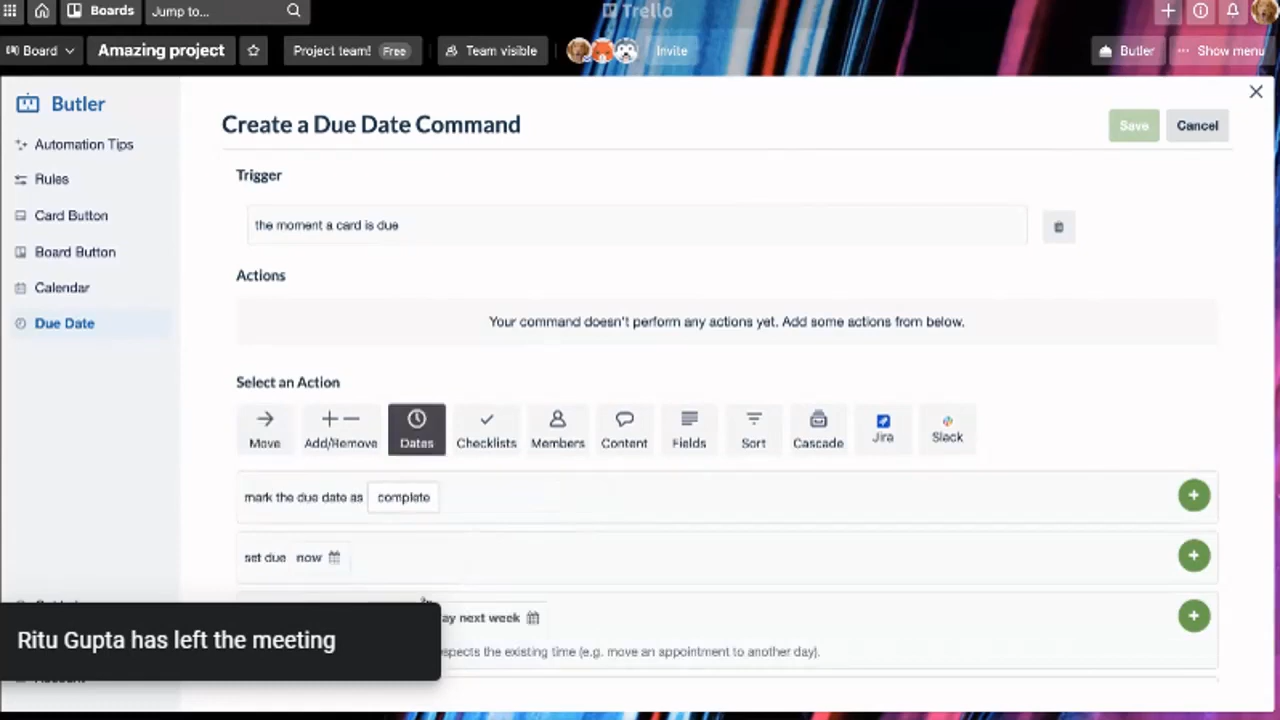 Boards
Jump to...
Trello
Board
Amazing project
Project team! Free
Team visible
Invite
Butler
Show menu
Butler
Automation Tips
Rules
Card Button
Board Button
Calendar
Due Date
Create a Due Date Command
Save
Cancel
Trigger
the moment a card is due
Actions
Your command doesn't perform any actions yet. Add some actions from below.
Select an Action
Move
Add/Remove
Dates
Checklists
Members
Content
Fields
Sort
Cascade
Jira
Slack
mark the due date as complete
set due now
next week
the existing time (e.g. move an appointment to another day).
Ritu Gupta has left the meeting